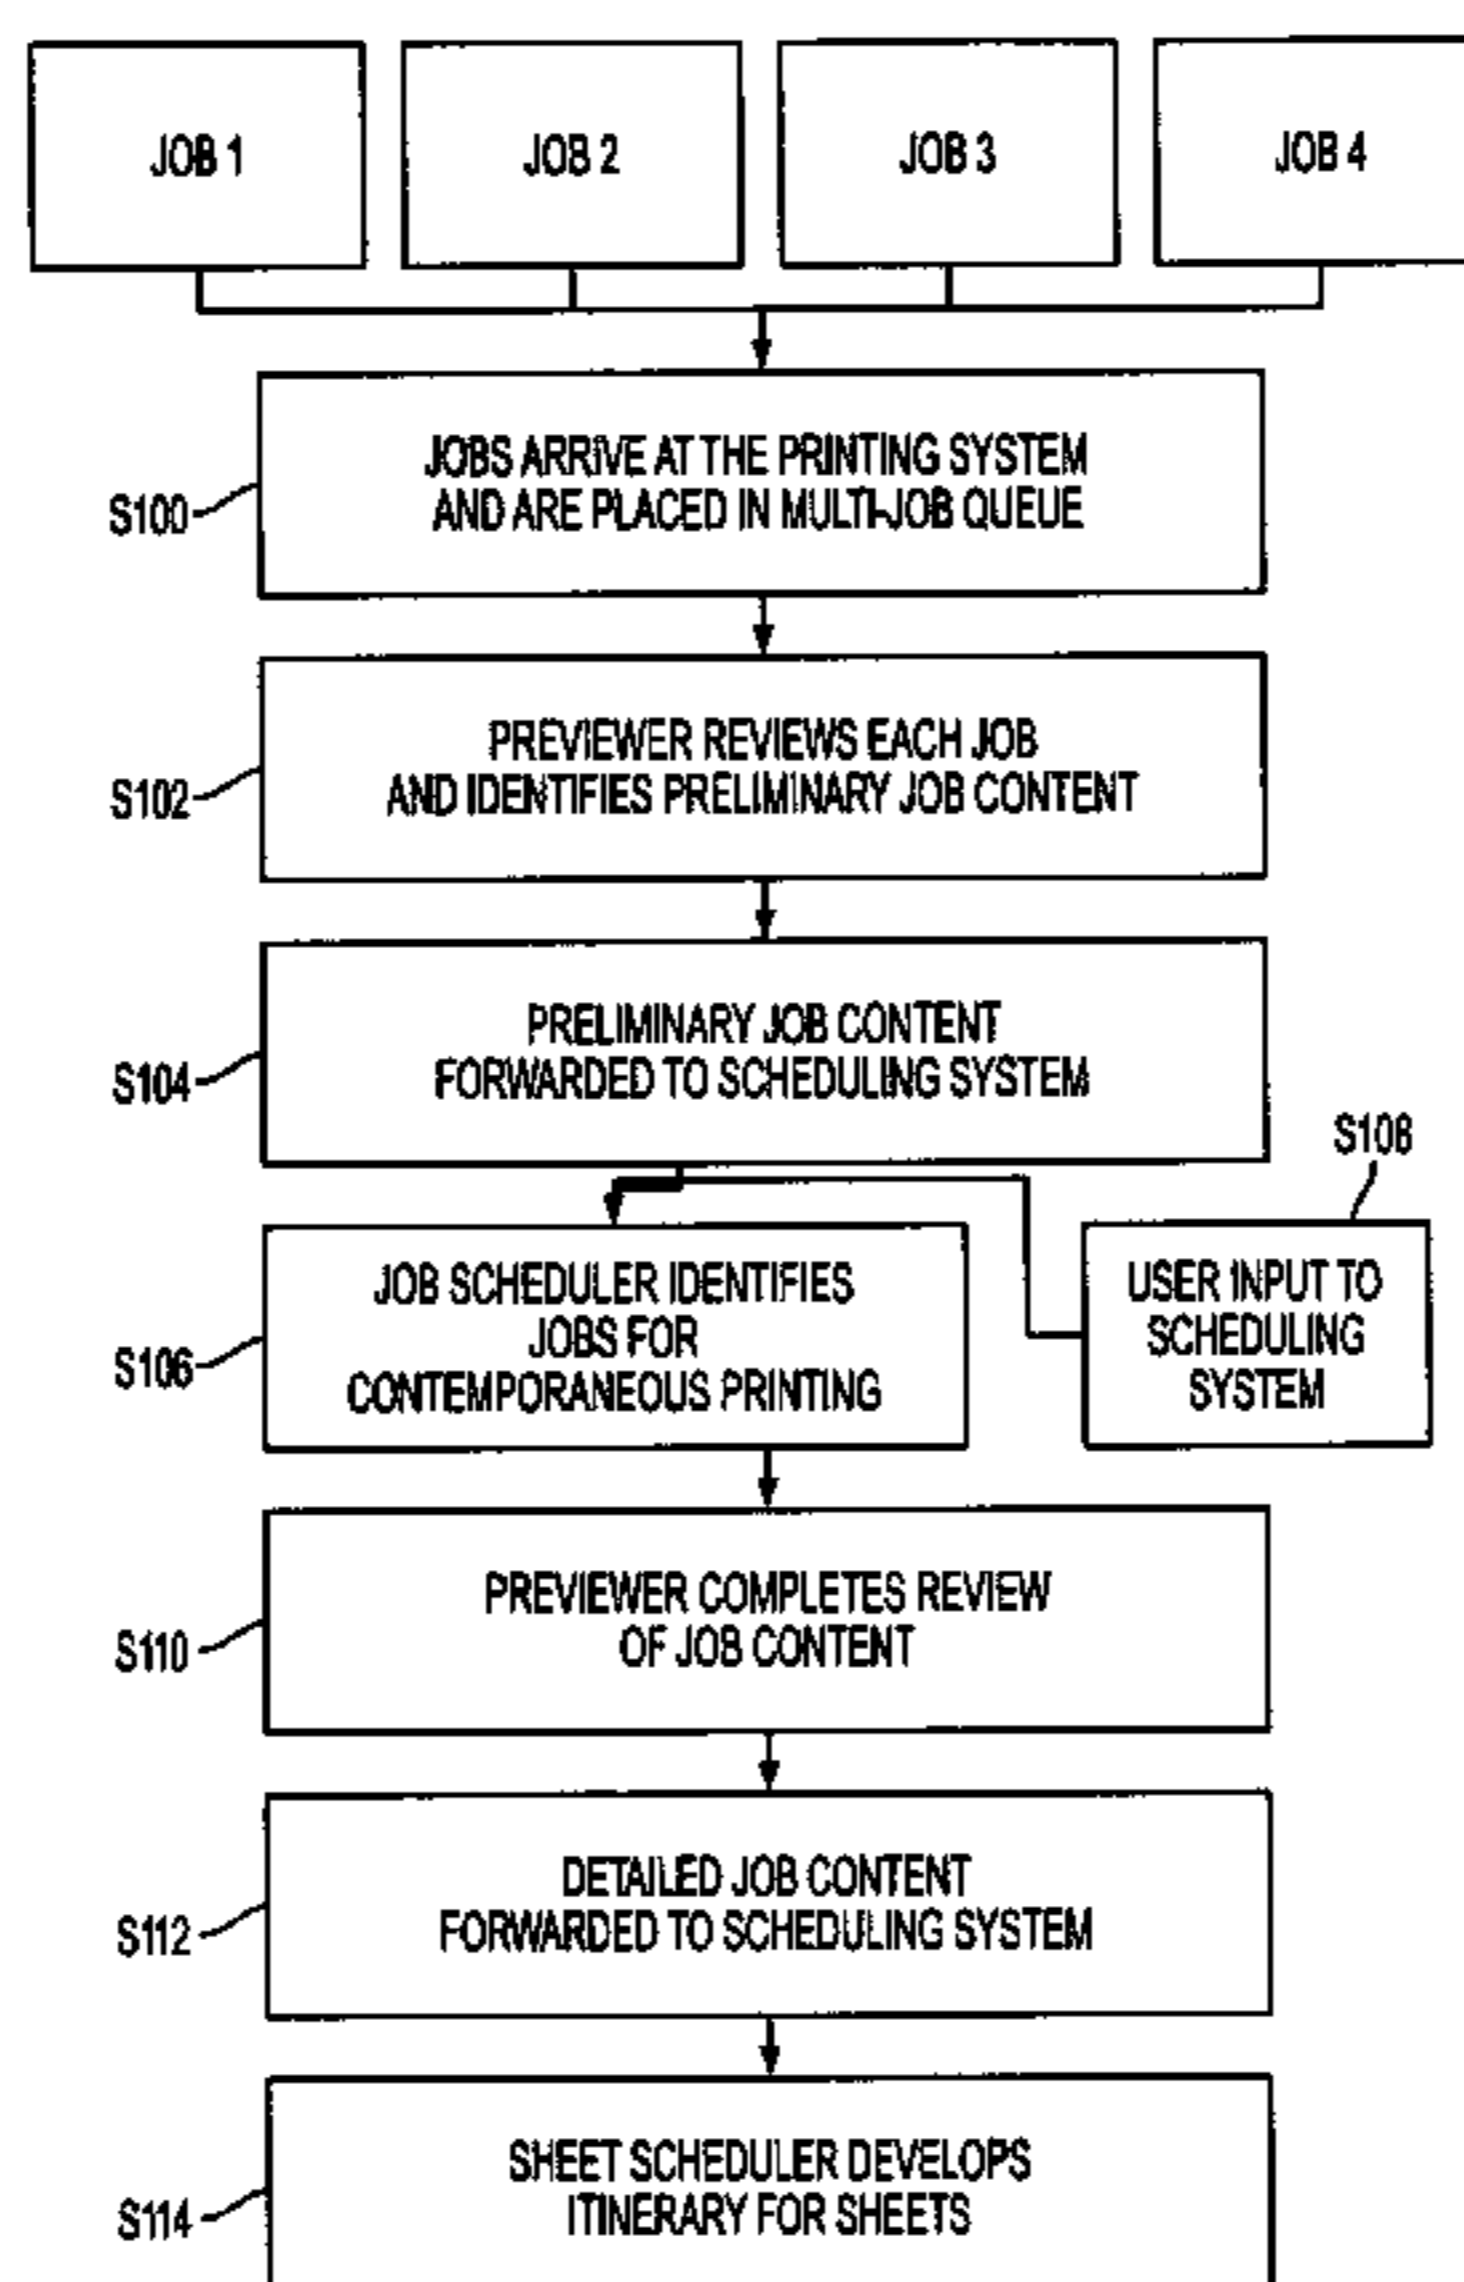 JOB 1
JOB 2
JOB 3
JOB 4
JOBS ARRIVE AT THE PRINTING SYSTEM
AND ARE PLACED IN MULTI-JOB QUEUE
S100
PREVIEWER REVIEWS EACH JOB
AND IDENTIFIES PRELIMINARY JOB CONTENT
S102
PRELIMINARY JOB CONTENT
FORWARDED TO SCHEDULING SYSTEM
S104
S108
JOB SCHEDULER IDENTIFIES
JOBS FOR
CONTEMPORANEOUS PRINTING
S106
USER INPUT TO
SCHEDULING
SYSTEM
PREVIEWER COMPLETES REVIEW
OF JOB CONTENT
S110
DETAILED JOB CONTENT
FORWARDED TO SCHEDULING SYSTEM
S112
SHEET SCHEDULER DEVELOPS
ITINERARY FOR SHEETS
S114